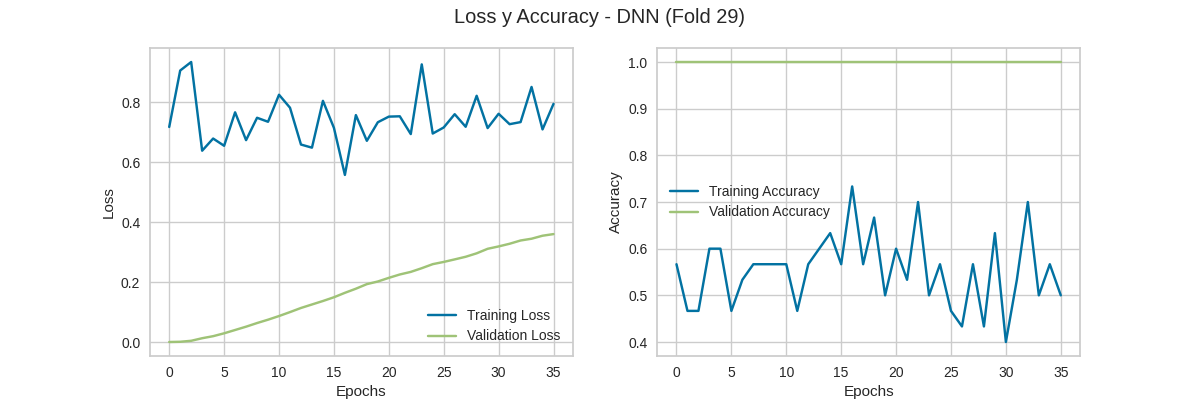 Loss y Accuracy - DNN (Fold 29)
Loss
0.8
0.6
0.4
0.2
0.0
Training Loss
Validation Loss
0 5 10 15 20 25 30 35
Epochs
Accuracy
1.0
0.9
0.8
0.7
0.6
0.5
0.4
Training Accuracy
Validation Accuracy
0 5 10 15 20 25 30 35
Epochs